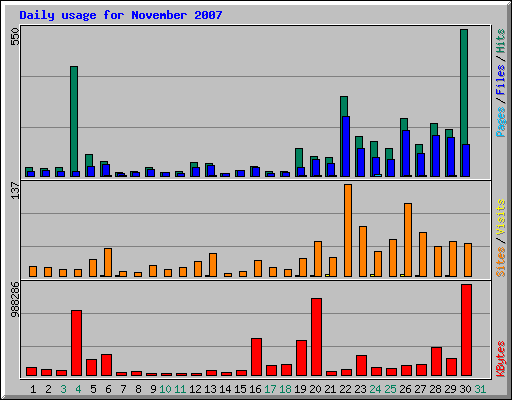 Daily usage for November 2007
550
Pages / Files / Hits
137
Sites / Visits
988286
KBytes
1 2 3 4 5 6 7 8 9 10 11 12 13 14 15 16 17 18 19 20 21 22 23 24 25 26 27 28 29 30 31